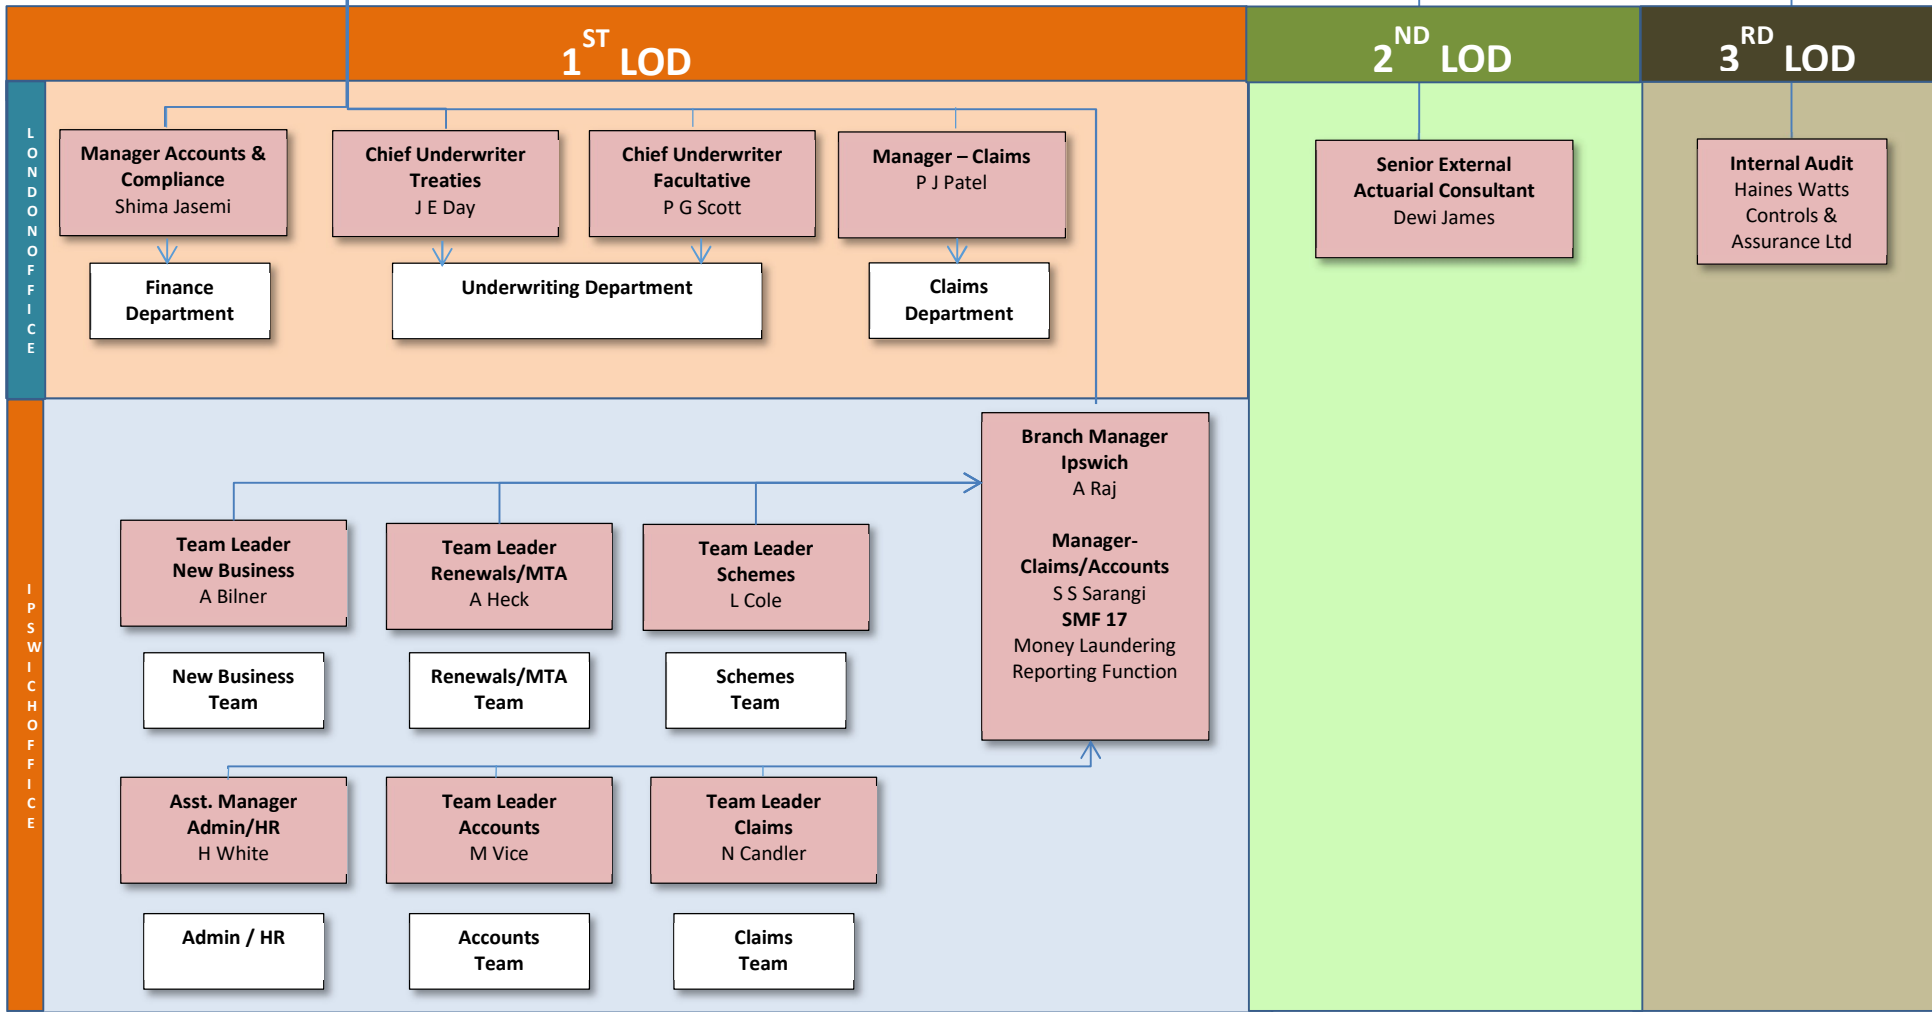 1ST LOD
2ND LOD
3RD LOD
LONDONOFFICE
Manager Accounts &
Compliance
Shima Jasemi
Chief Underwriter
Treaties
J E Day
Chief Underwriter
Facultative
P G Scott
Manager – Claims
P J Patel
Senior External
Actuarial Consultant
Dewi James
Internal Audit
Haines Watts
Controls &
Assurance Ltd
Finance
Department
Underwriting Department
Claims
Department
IPSWICHOFFICE
Branch Manager
Ipswich
A Raj
Manager-
Claims/Accounts
S S Sarangi
SMF 17
Money Laundering
Reporting Function
Team Leader
New Business
A Bilner
Team Leader
Renewals/MTA
A Heck
Team Leader
Schemes
L Cole
New Business
Team
Renewals/MTA
Team
Schemes
Team
Asst. Manager
Admin/HR
H White
Team Leader
Accounts
M Vice
Team Leader
Claims
N Candler
Admin / HR
Accounts
Team
Claims
Team